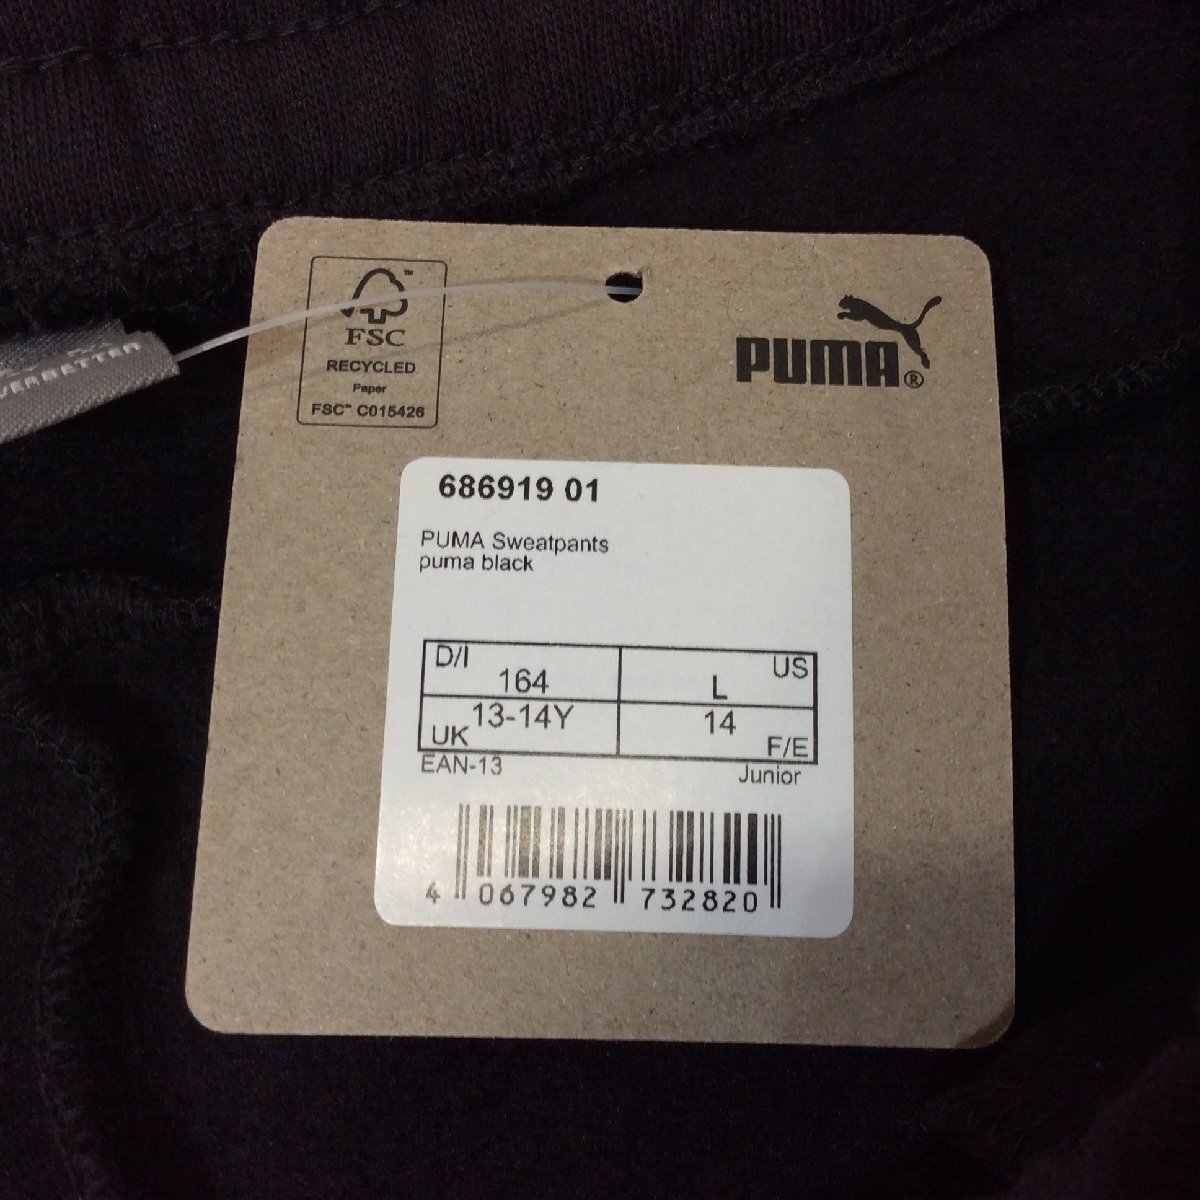 FSC
RECYCLED
Paper
FSC™ C015426
PUMA®
686919 01
PUMA Sweatpants
puma black
D/I 164 L US
UK 13-14Y 14 F/E
EAN-13 Junior
4 067982 732820